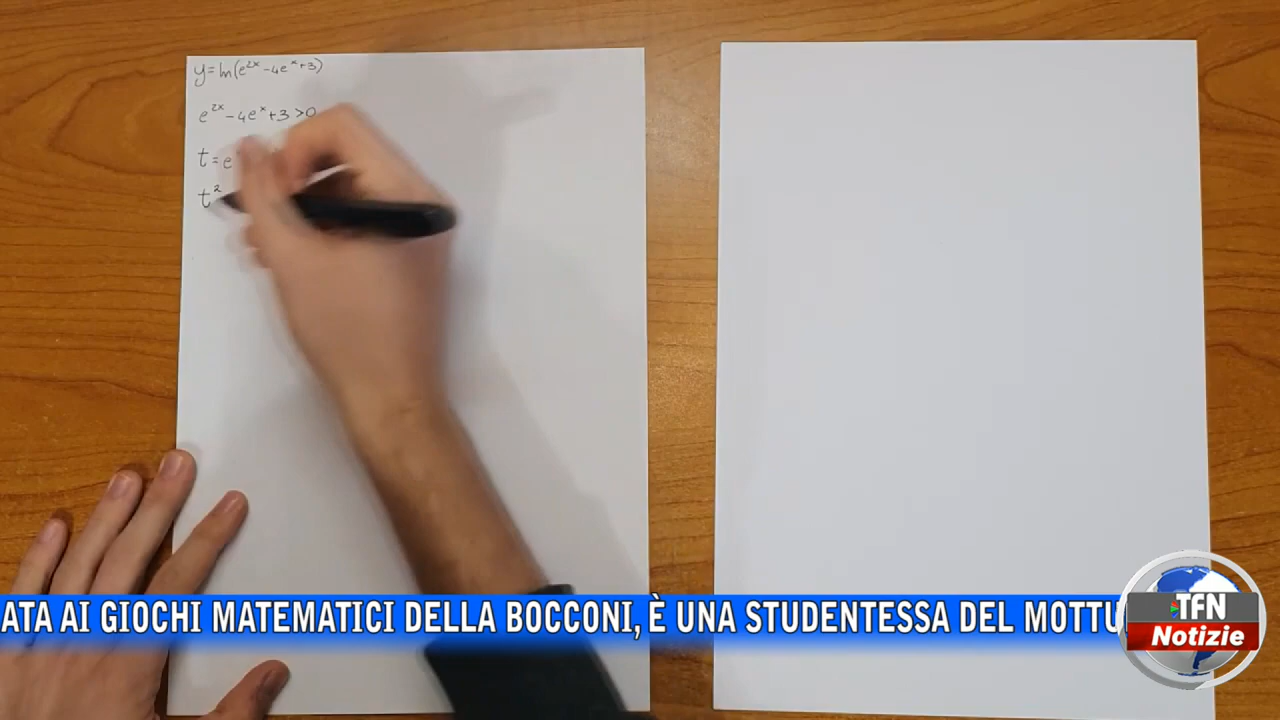 y=ln(e^2x-4e^x+3)
e^2x-4e^x+3>0
t=e
t^2
ATA AI GIOCHI MATEMATICI DELLA BOCCONI, È UNA STUDENTESSA DEL MOTTU
TFN
Notizie